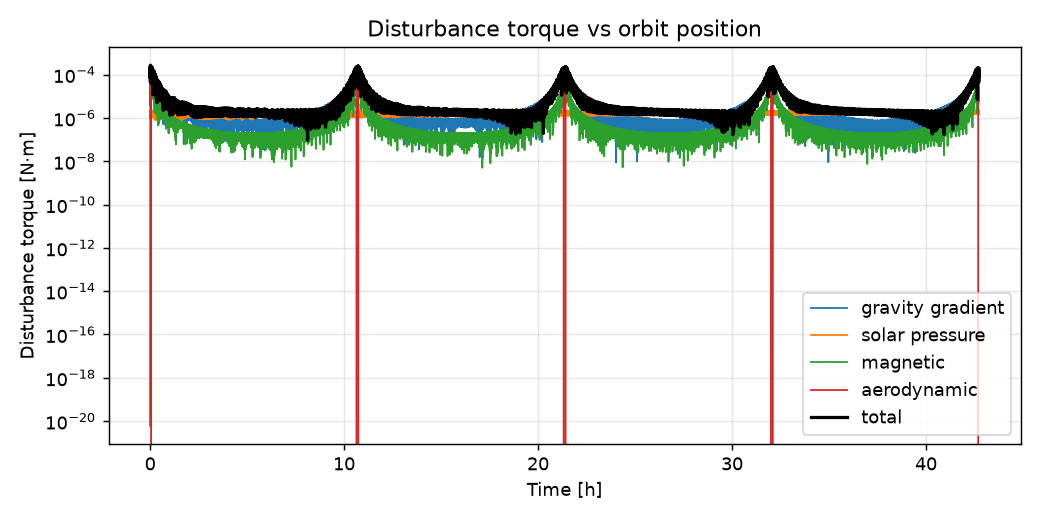 Disturbance torque vs orbit position
Disturbance torque [N·m]
10⁻⁴
10⁻⁶
10⁻⁸
10⁻¹⁰
10⁻¹²
10⁻¹⁴
10⁻¹⁶
10⁻¹⁸
10⁻²⁰
gravity gradient
solar pressure
magnetic
aerodynamic
total
0 10 20 30 40
Time [h]